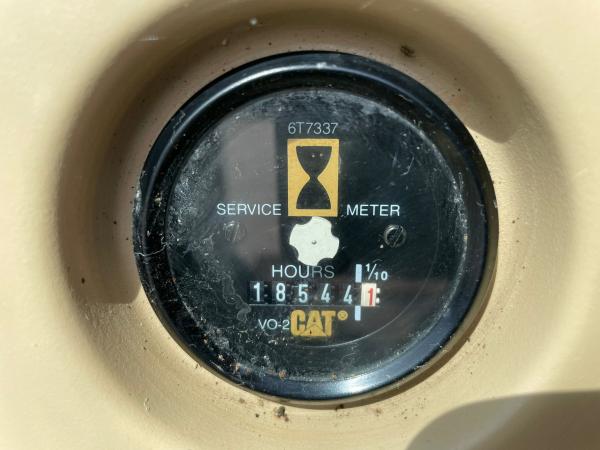 6T7337
SERVICE METER
HOURS 1/10
185441
VO-2 CAT®